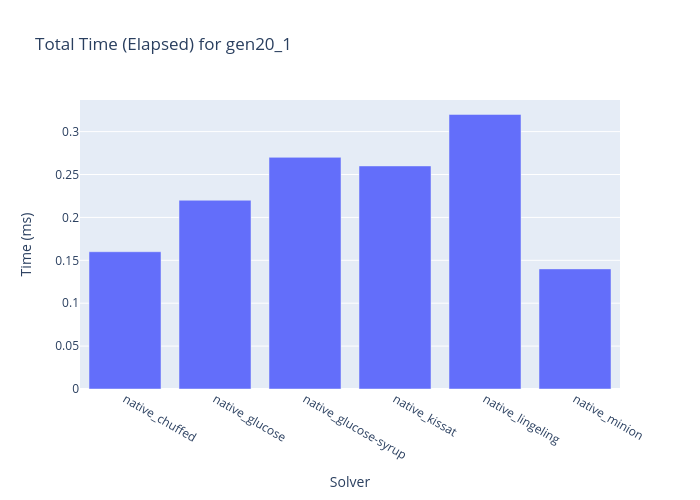 Total Time (Elapsed) for gen20_1
Time (ms)
0.3
0.25
0.2
0.15
0.1
0.05
0
native_chuffed
native_glucose
native_glucose-syrup
native_kissat
native_lingeling
native_minion
Solver